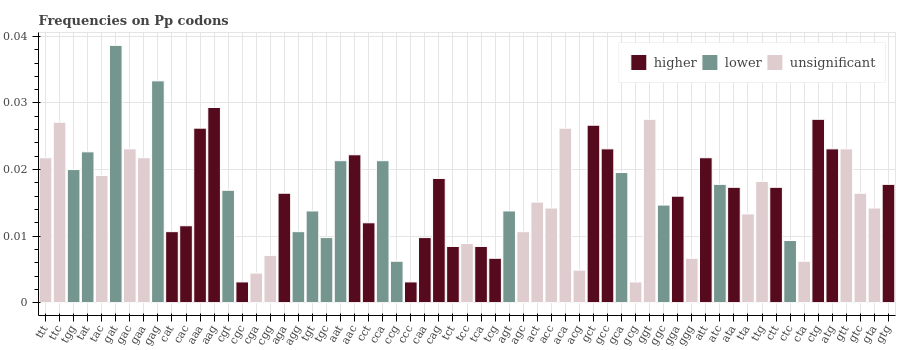 Frequencies on Pp codons
higher
lower
unsignificant
0.04
0.03
0.02
0.01
0
ttt ttc tgg tat tac gat gac gaa gag cat cac aaa aag cgt cgc cga cgg aga agg tgt tgc aat aac cct cca ccg ccc caa cag tct tcc tca tcg agt agc act acc aca acg gct gcc gca gcg ggt ggc gga ggg att atc ata tta ttg ctt ctc cta ctg atg gtt gtc gta gtg